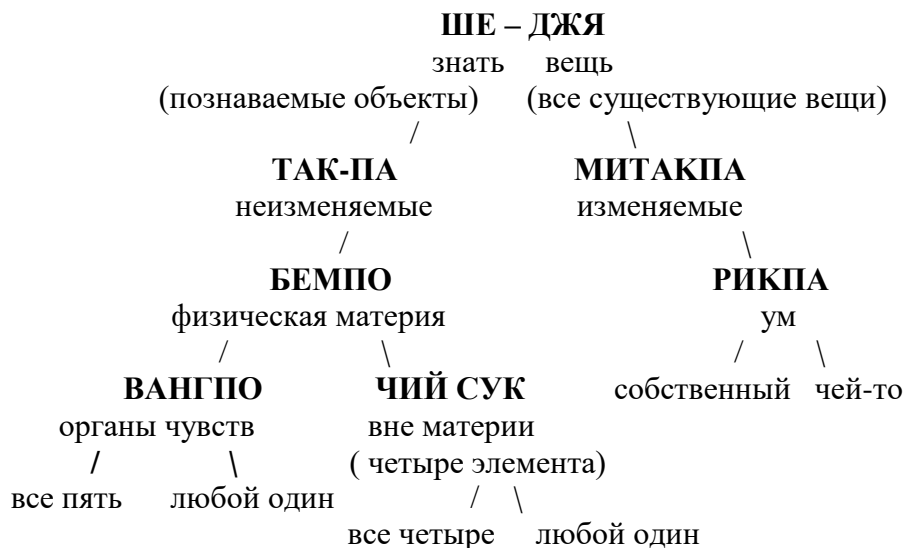 ШЕ – ДЖЯ
знать вещь
(познаваемые объекты) (все существующие вещи)
ТАК-ПА МИТАКПА
неизменяемые изменяемые
БЕМПО РИКПА
физическая материя ум
ВАНГПО ЧИЙ СУК собственный чей-то
органы чувств вне материи
( четыре элемента)
все пять любой один
все четыре любой один